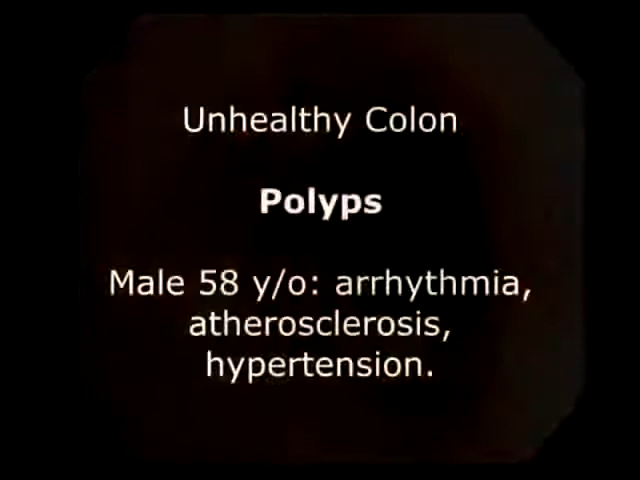 Unhealthy Colon
Polyps
Male 58 y/o: arrhythmia,
atherosclerosis,
hypertension.